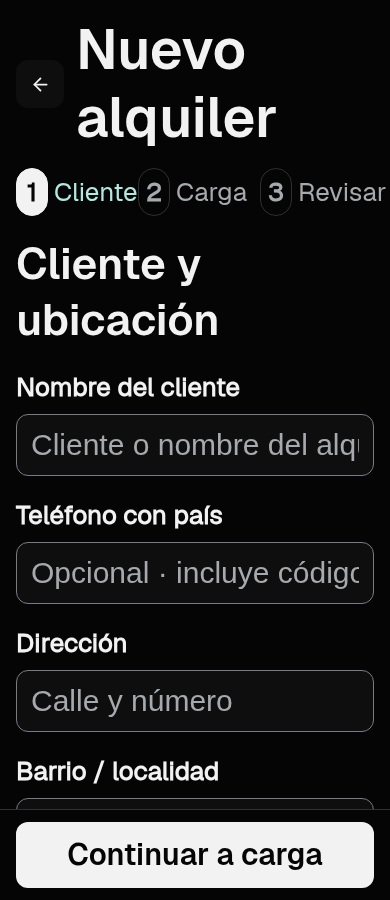 Nuevo
alquiler
1 Cliente 2 Carga 3 Revisar
Cliente y
ubicación
Nombre del cliente
Cliente o nombre del alq
Teléfono con país
Opcional · incluye código
Dirección
Calle y número
Barrio / localidad
Continuar a carga